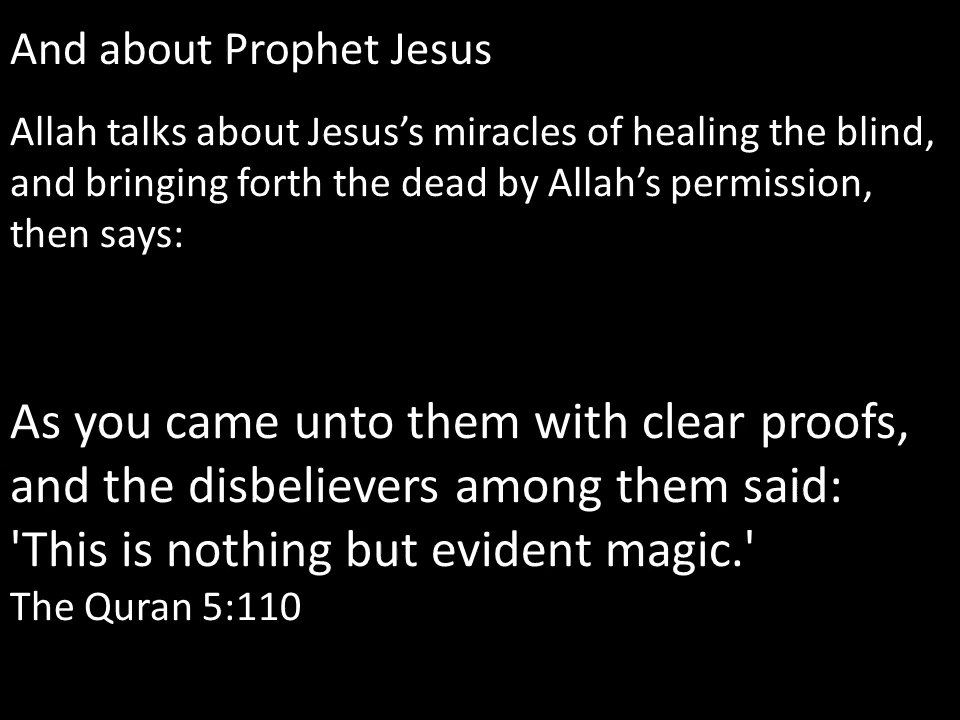 And about Prophet Jesus
Allah talks about Jesus’s miracles of healing the blind,
and bringing forth the dead by Allah’s permission,
then says:
As you came unto them with clear proofs,
and the disbelievers among them said:
'This is nothing but evident magic.'
The Quran 5:110